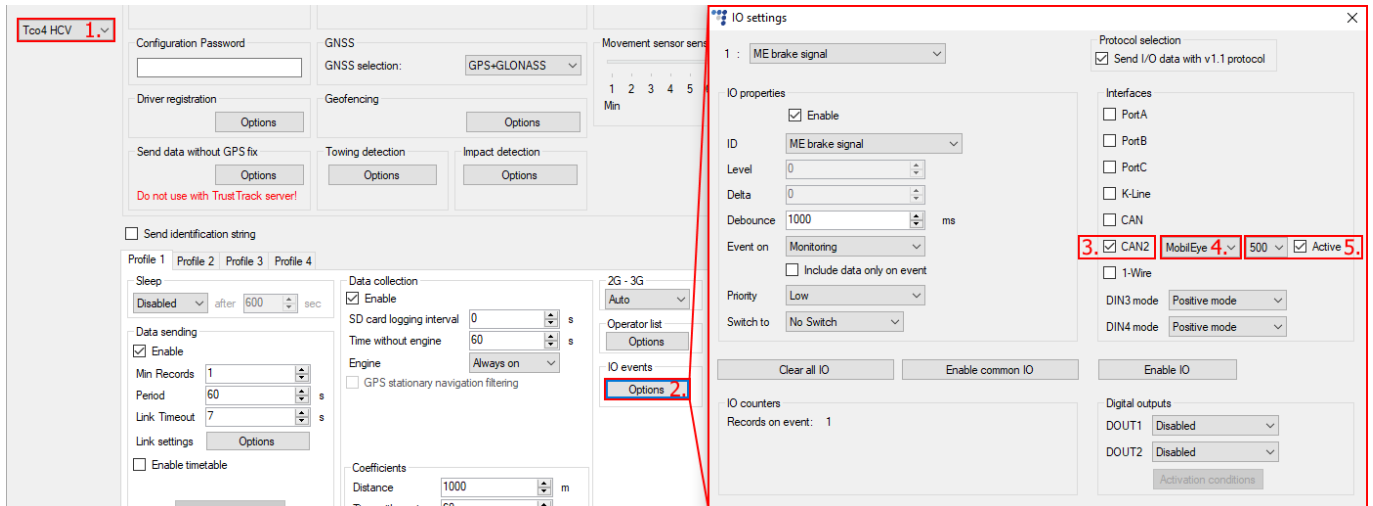 Tco4 HCV 1.
Configuration Password
GNSS
GNSS selection: GPS+GLONASS
Movement sensor sens
1 2 3 4 5
Min
Driver registration
Options
Geofencing
Options
Send data without GPS fix
Options
Do not use with TrustTrack server!
Towing detection
Options
Impact detection
Options
Send identification string
Profile 1 Profile 2 Profile 3 Profile 4
Sleep
Disabled after 600 sec
Data sending
Enable
Min Records 1
Period 60 s
Link Timeout 7 s
Link settings Options
Enable timetable
Data collection
Enable
SD card logging interval 0 s
Time without engine 60 s
Engine Always on
GPS stationary navigation filtering
Coefficients
Distance 1000 m
2G - 3G
Auto
Operator list
Options
IO events
Options 2.
IO settings
1 : ME brake signal
Protocol selection
Send I/O data with v1.1 protocol
IO properties
Enable
ID ME brake signal
Level 0
Delta 0
Debounce 1000 ms
Event on Monitoring
Include data only on event
Priority Low
Switch to No Switch
Interfaces
PortA
PortB
PortC
K-Line
CAN
3. CAN2 MobilEye 4. 500 Active 5.
1-Wire
DIN3 mode Positive mode
DIN4 mode Positive mode
Clear all IO Enable common IO Enable IO
IO counters
Records on event: 1
Digital outputs
DOUT1 Disabled
DOUT2 Disabled
Activation conditions